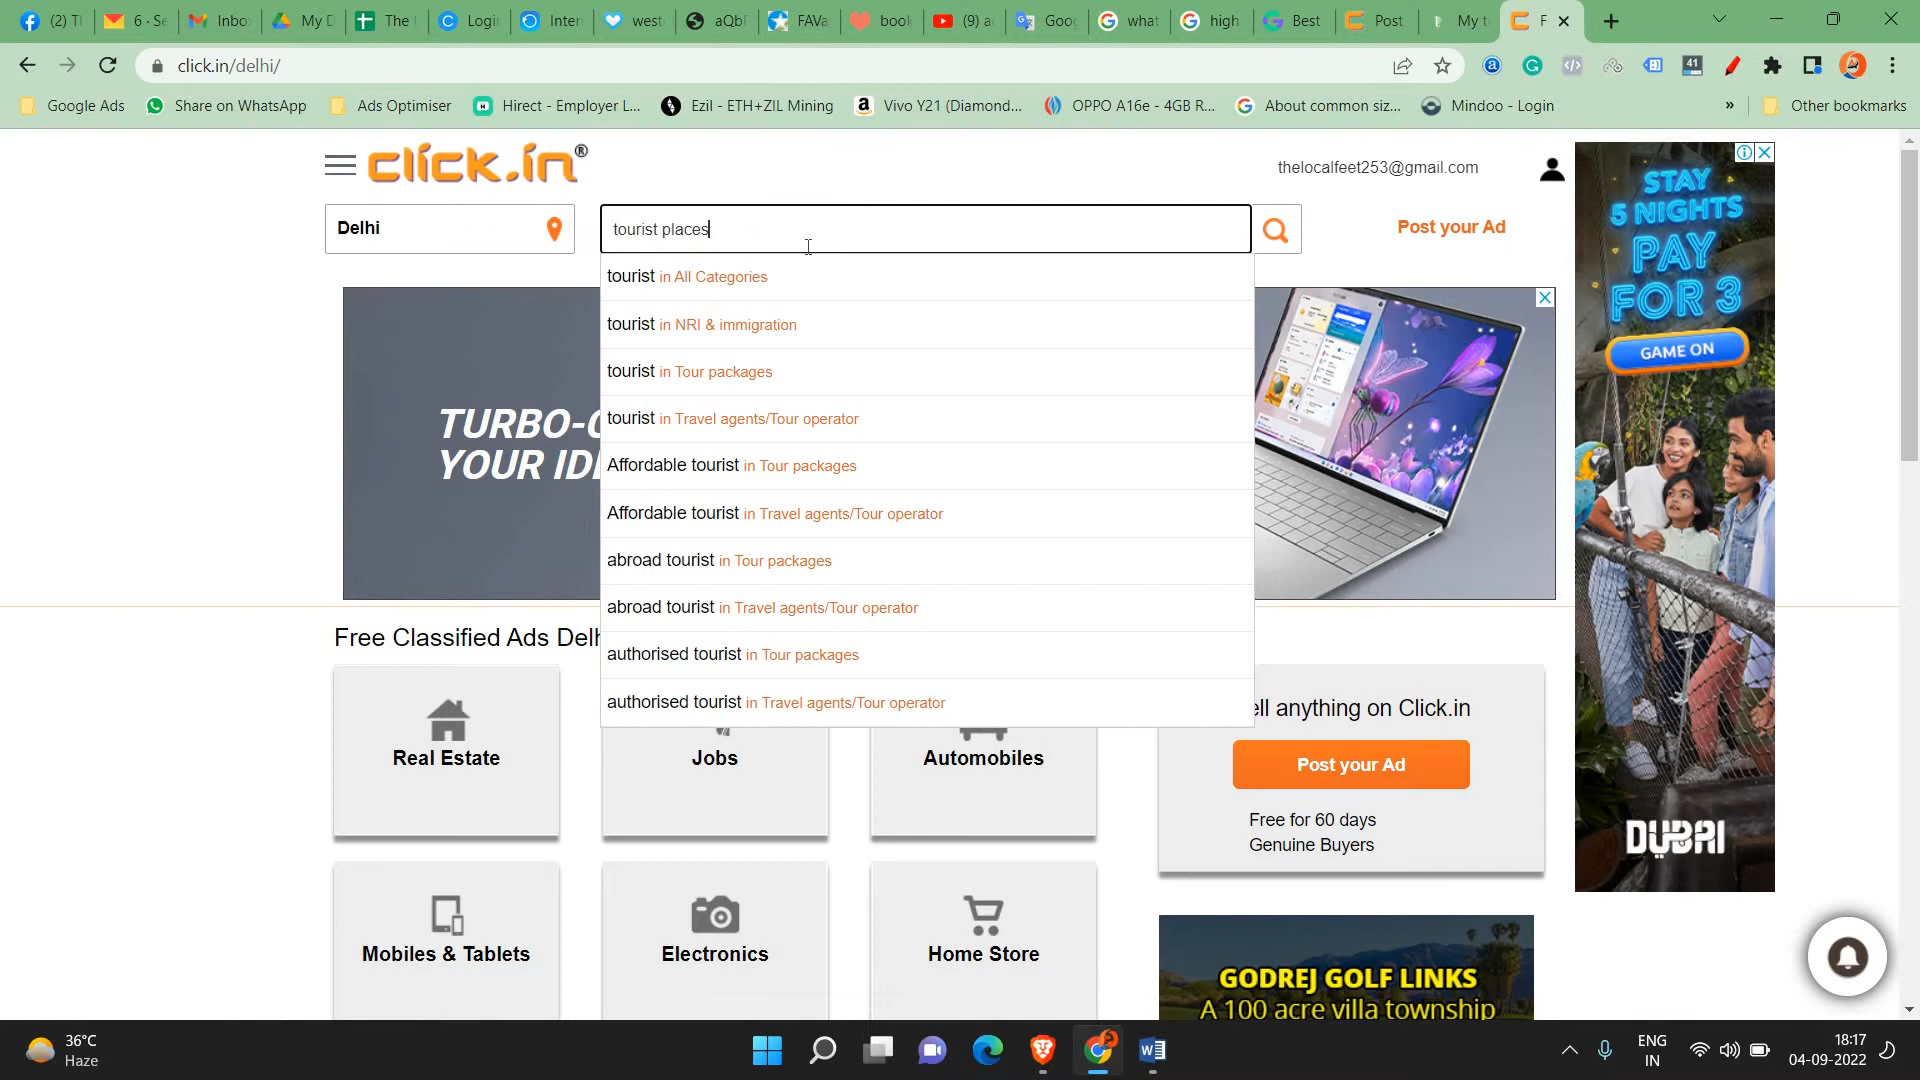 (2) Tl
6 · Se
Inbo
My D
The l
Login
Inter
west
aQbl
FAVa
book
(9) a
Goog
what
high
Best
Post
My t
F
click.in/delhi/
41
Google Ads
Share on WhatsApp
Ads Optimiser
Hirect - Employer L...
Ezil - ETH+ZIL Mining
Vivo Y21 (Diamond...
OPPO A16e - 4GB R...
About common siz...
Mindoo - Login
»
Other bookmarks
click.in®
thelocalfeet253@gmail.com
Delhi
tourist places
Post your Ad
tourist in All Categories
tourist in NRI & immigration
tourist in Tour packages
tourist in Travel agents/Tour operator
Affordable tourist in Tour packages
Affordable tourist in Travel agents/Tour operator
abroad tourist in Tour packages
abroad tourist in Travel agents/Tour operator
authorised tourist in Tour packages
authorised tourist in Travel agents/Tour operator
TURBO-C
YOUR IDE
STAY
5 NIGHTS
PAY
FOR 3
GAME ON
DUBAI
Free Classified Ads Delh
Real Estate
Jobs
Automobiles
ell anything on Click.in
Post your Ad
Free for 60 days
Genuine Buyers
Mobiles & Tablets
Electronics
Home Store
GODREJ GOLF LINKS
A 100 acre villa township
36°C
Haze
ENG
IN
18:17
04-09-2022